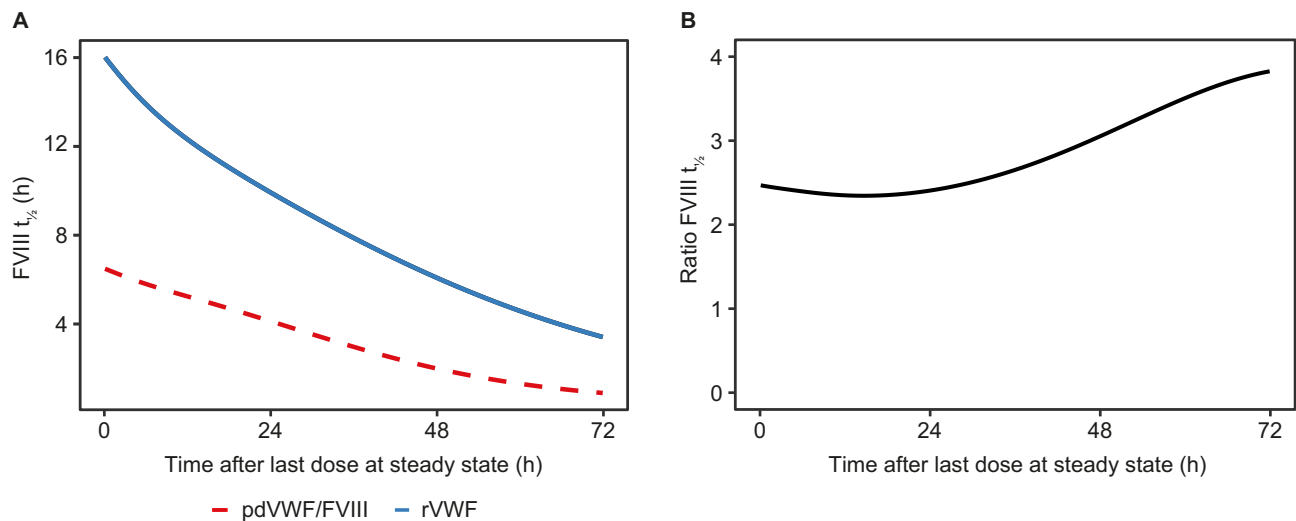 A
FVIII t½ (h)
16
12
8
4
0
24
48
72
Time after last dose at steady state (h)
pdVWF/FVIII
rVWF
B
Ratio FVIII t½
4
3
2
1
0
0
24
48
72
Time after last dose at steady state (h)